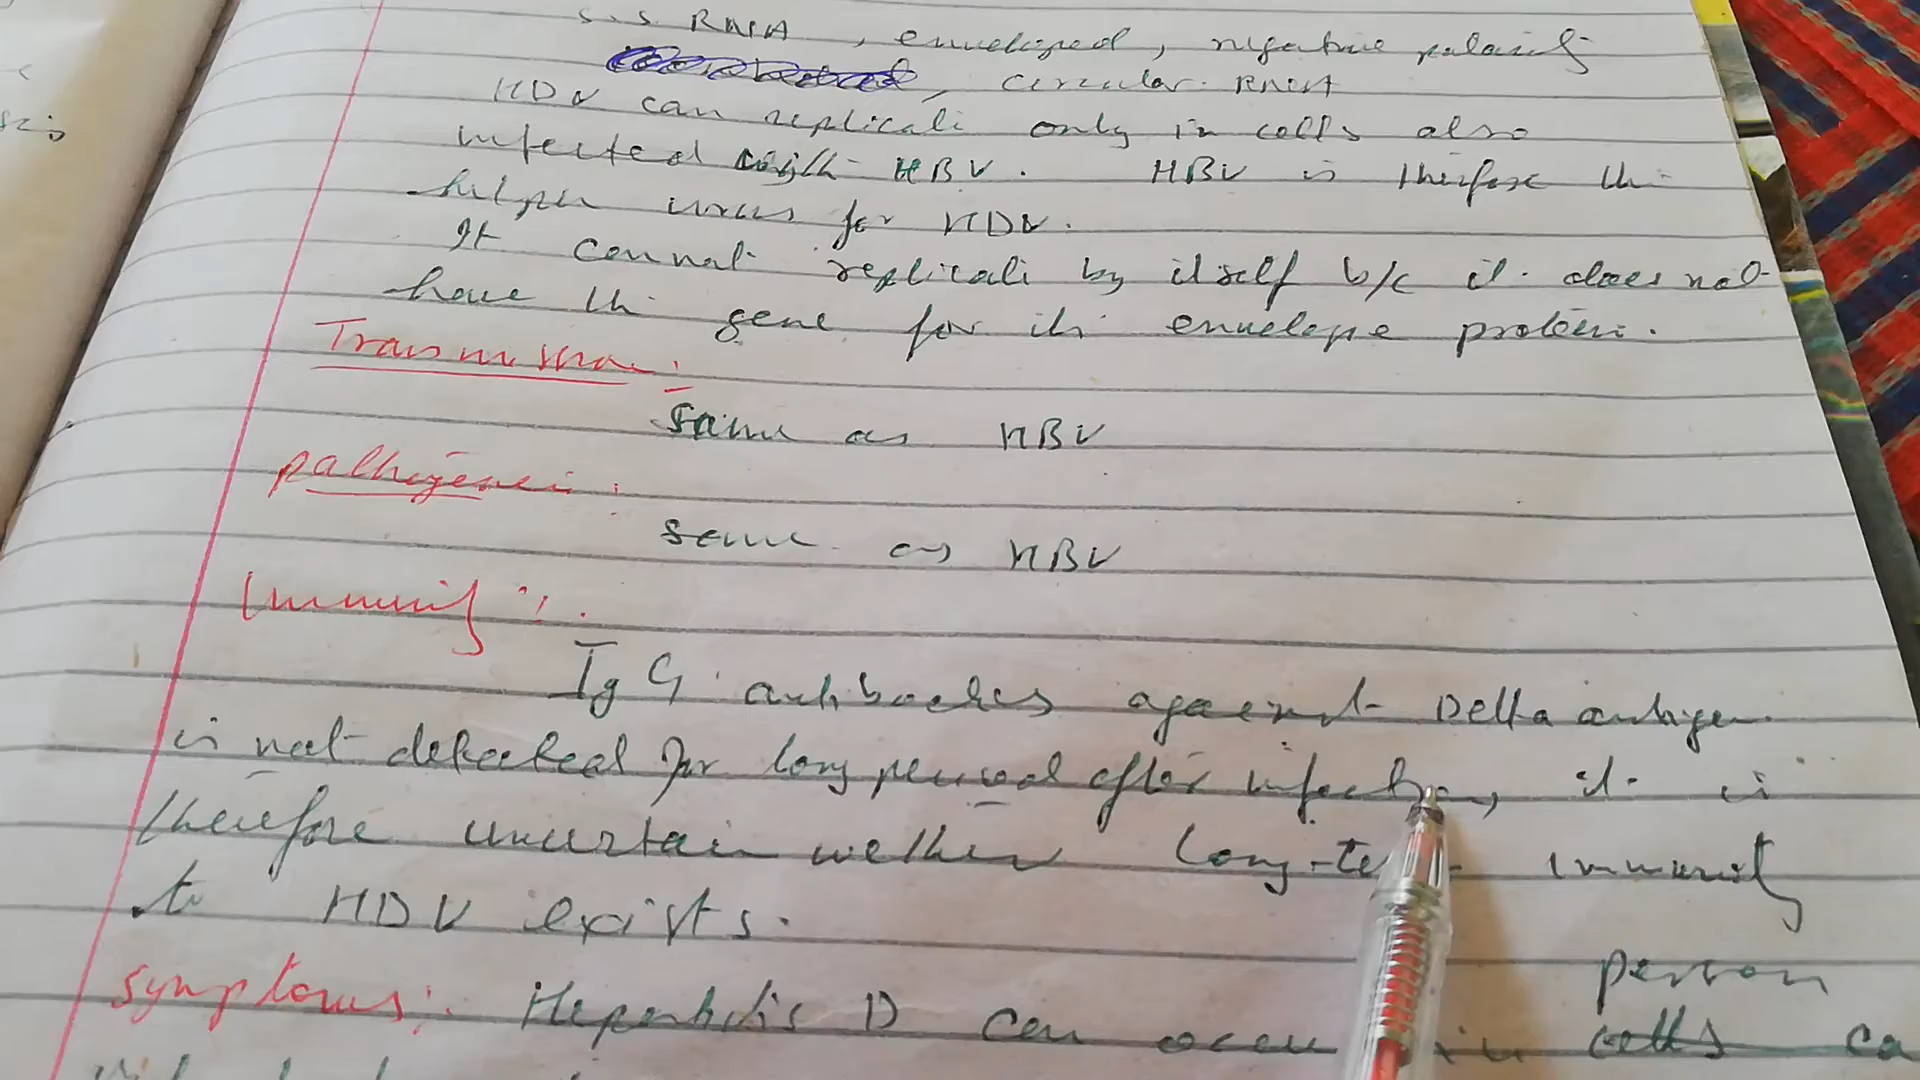 s.s RNA, enveloped, negative polarity
, circular RNA
HDV can replicate only in cells also
infected with HBV. HBV is therefore the
helper virus for HDV.
It cannot replicate by itself b/c it does not
have the gene for its envelope protein.
Transmission:
Same as HBV
pathogenesis:
Same as HBV
Immunity:
IgG antibodies against Delta antigen
is not detected for long period after infection, it is
therefore uncertain wether long-te immunity
to HDV exists.
person
Symptoms: Hepatitis D can occur in cells ca